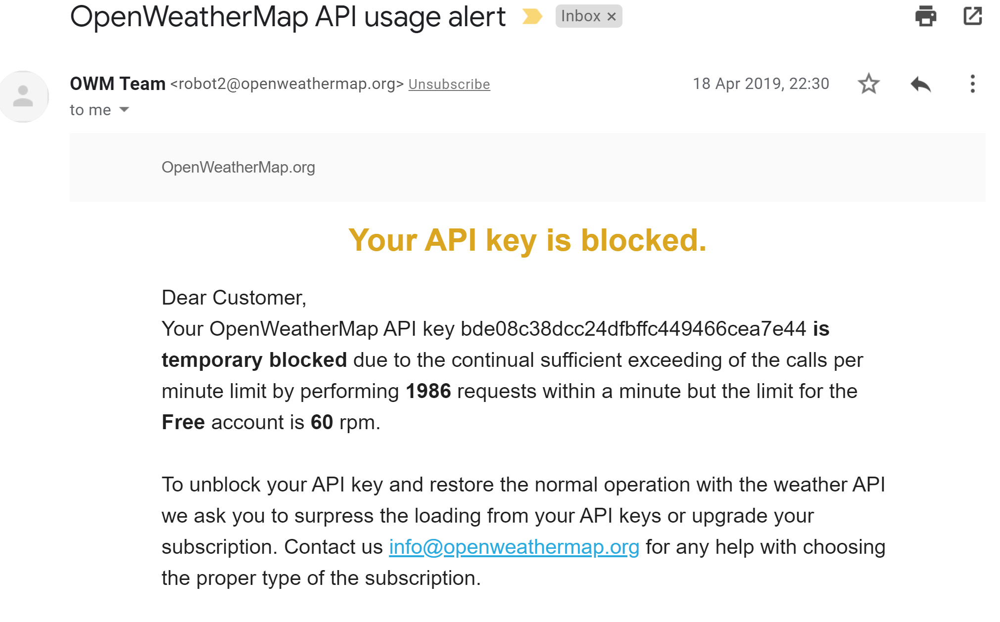 OpenWeatherMap API usage alert Inbox ×
OWM Team <robot2@openweathermap.org> Unsubscribe 18 Apr 2019, 22:30
to me
OpenWeatherMap.org
Your API key is blocked.
Dear Customer,
Your OpenWeatherMap API key bde08c38dcc24dfbffc449466cea7e44 is
temporary blocked due to the continual sufficient exceeding of the calls per
minute limit by performing 1986 requests within a minute but the limit for the
Free account is 60 rpm.
To unblock your API key and restore the normal operation with the weather API
we ask you to surpress the loading from your API keys or upgrade your
subscription. Contact us info@openweathermap.org for any help with choosing
the proper type of the subscription.